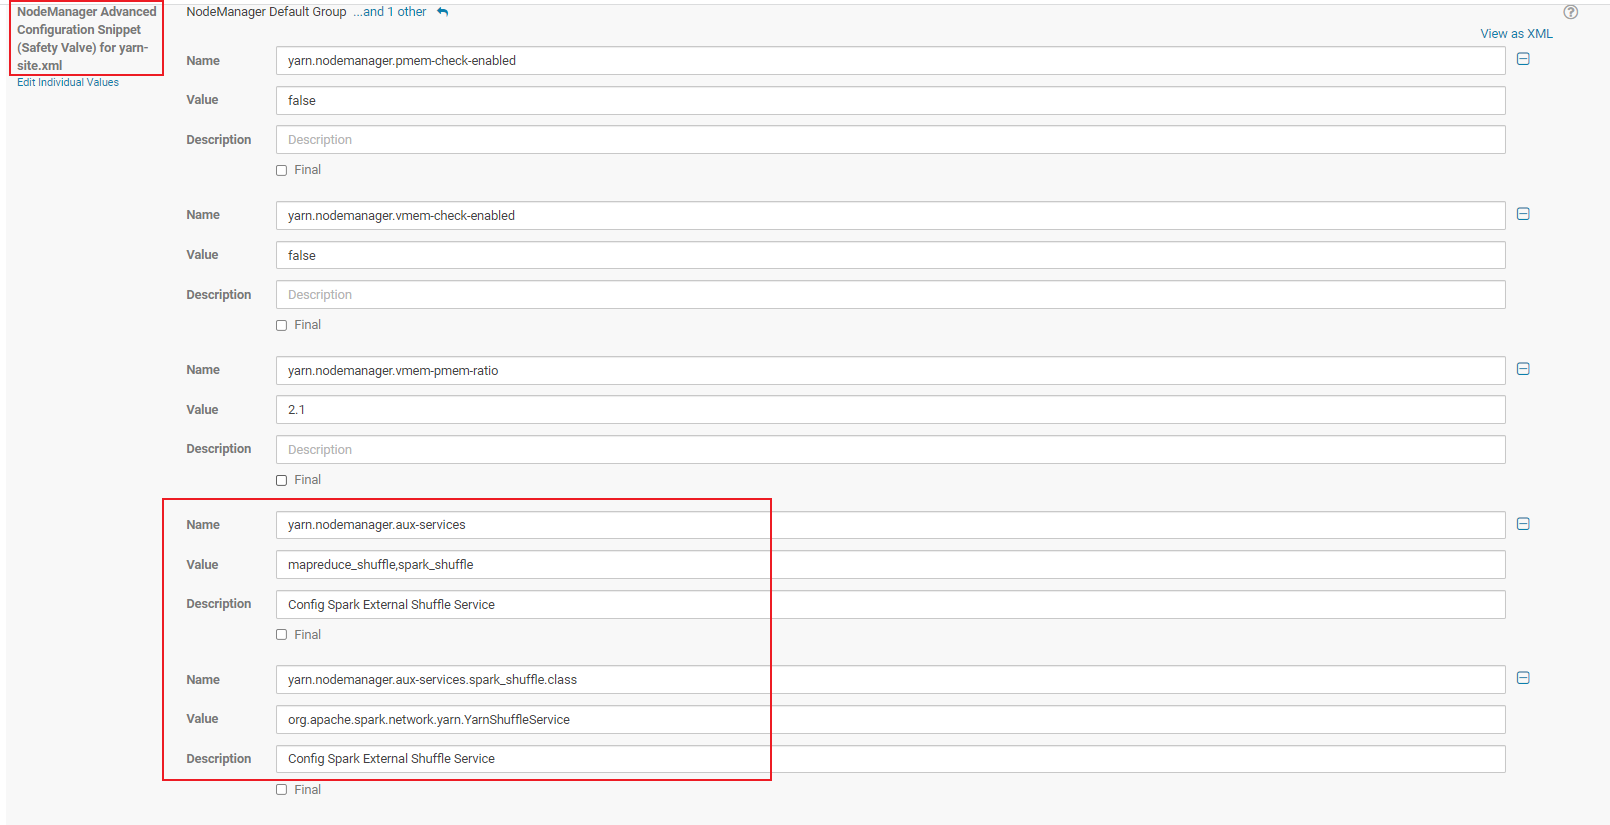 NodeManager Advanced
Configuration Snippet
(Safety Valve) for yarn-
site.xml
Edit Individual Values
NodeManager Default Group ...and 1 other
View as XML
Name yarn.nodemanager.pmem-check-enabled
Value false
Description Description
Final
Name yarn.nodemanager.vmem-check-enabled
Value false
Description Description
Final
Name yarn.nodemanager.vmem-pmem-ratio
Value 2.1
Description Description
Final
Name yarn.nodemanager.aux-services
Value mapreduce_shuffle,spark_shuffle
Description Config Spark External Shuffle Service
Final
Name yarn.nodemanager.aux-services.spark_shuffle.class
Value org.apache.spark.network.yarn.YarnShuffleService
Description Config Spark External Shuffle Service
Final